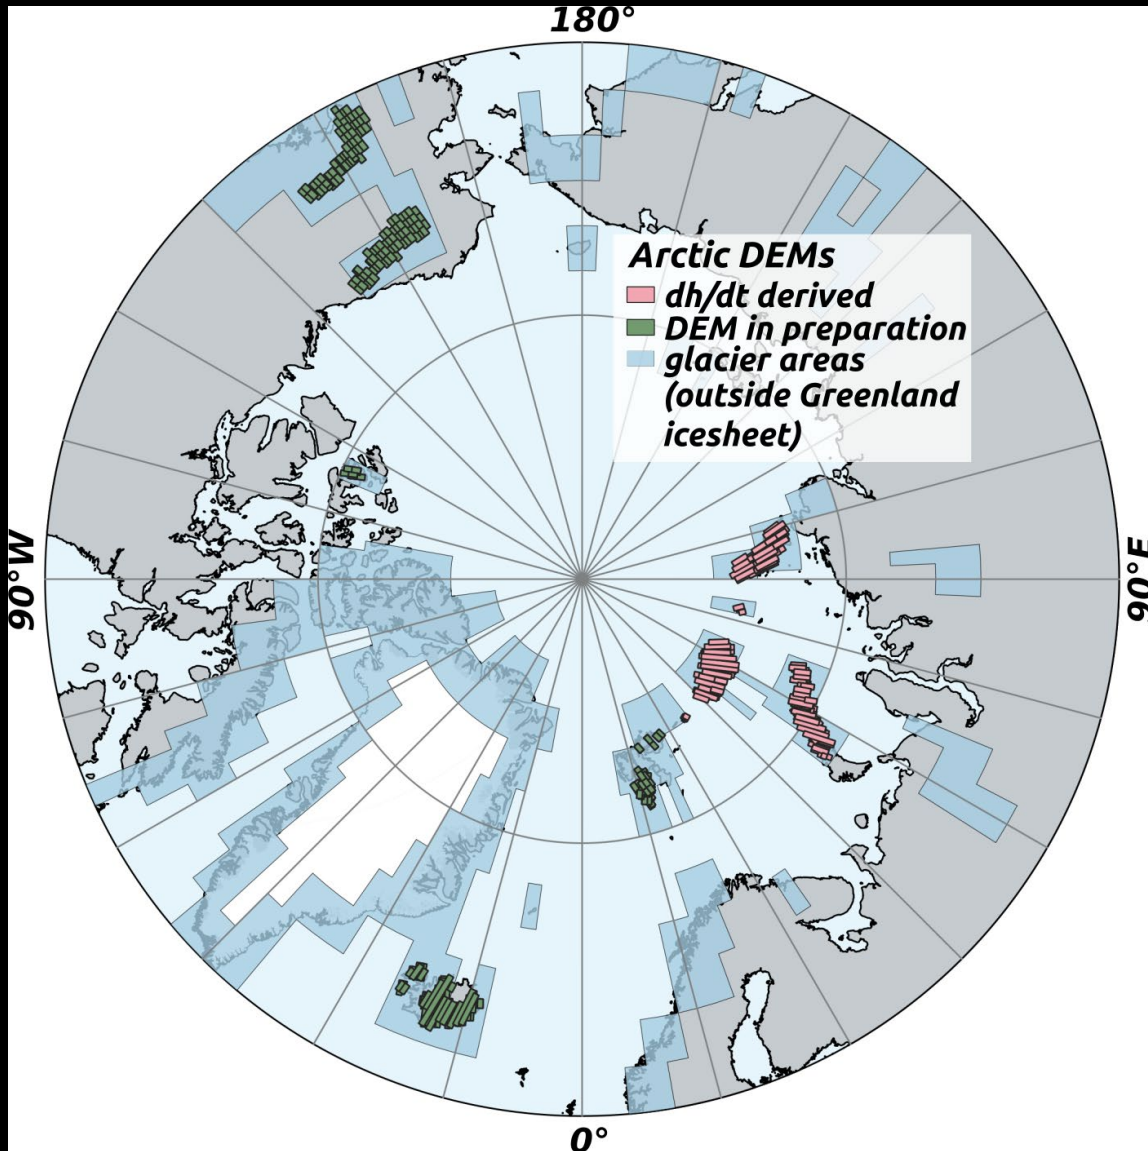 180°
Arctic DEMs
dh/dt derived
DEM in preparation
glacier areas
(outside Greenland
icesheet)
90°W
90°E
0°